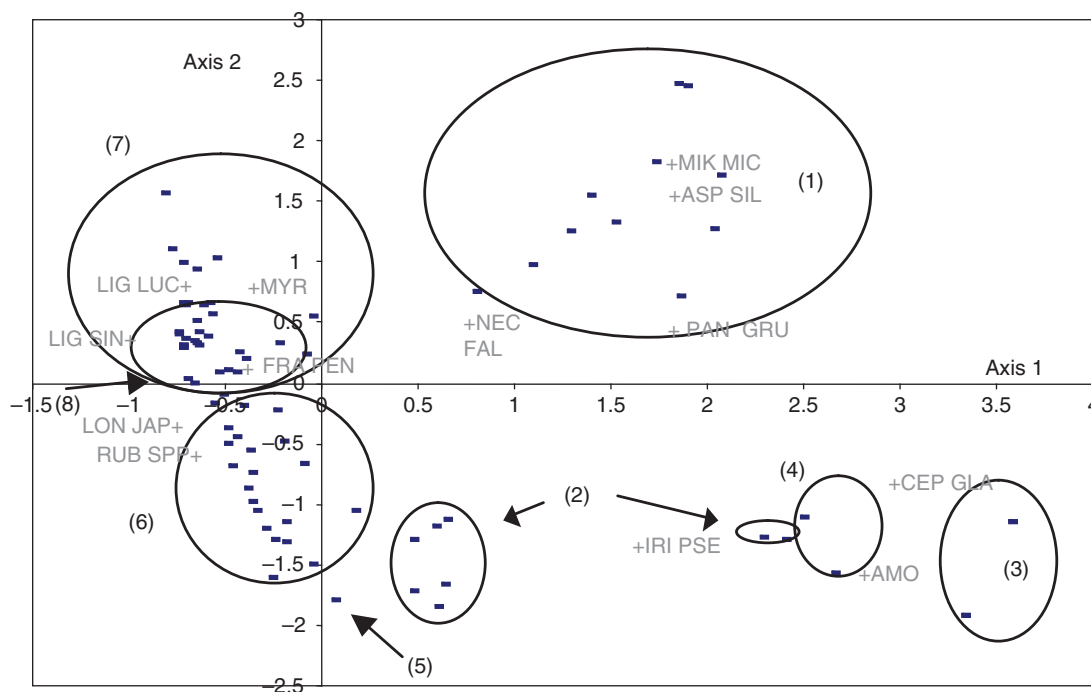 3
Axis 2
2.5
(7)
2
+MIK MIC
(1)
+ASP SIL
1.5
1
LIG LUC+
+MYR
0.5
+NEC
FAL
+ PAN GRU
LIG SIN+
+ FRA PEN
Axis 1
0
−1.5
(8)
−1
−0.5
0
0.5
1
1.5
2
2.5
3
3.5
4
LON JAP+
RUB SPP+
−0.5
(4)
+CEP GLA
(2)
−1
(6)
+IRI PSE
−1.5
+AMO
(3)
−2
(5)
−2.5